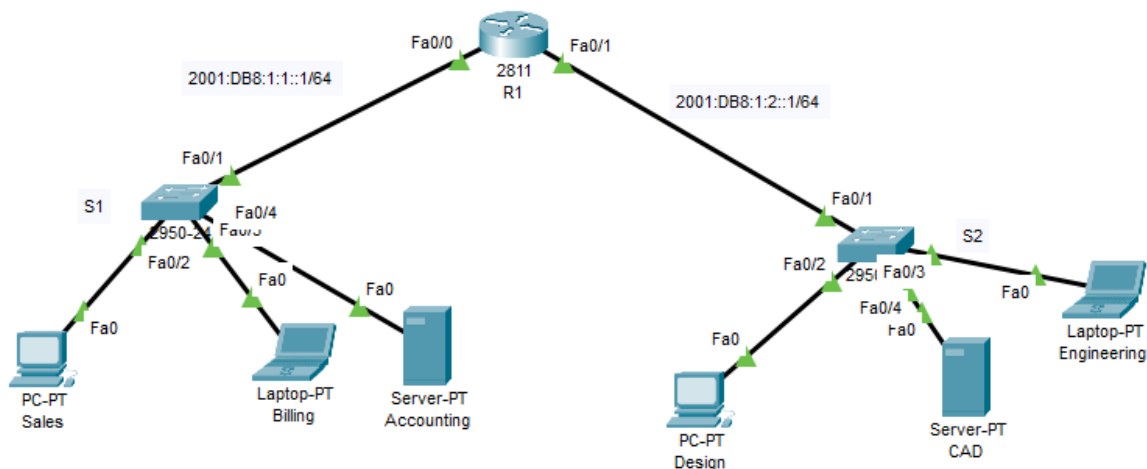 Fa0/0
Fa0/1
2811
R1
2001:DB8:1:1::1/64
2001:DB8:1:2::1/64
Fa0/1
S1
Fa0/4
2950-24
Fa0/2
Fa0
Fa0
Fa0
PC-PT
Sales
Laptop-PT
Billing
Server-PT
Accounting
Fa0/1
S2
Fa0/2
Fa0/3
Fa0/4
Fa0
Fa0
Fa0
Laptop-PT
Engineering
PC-PT
Design
Server-PT
CAD